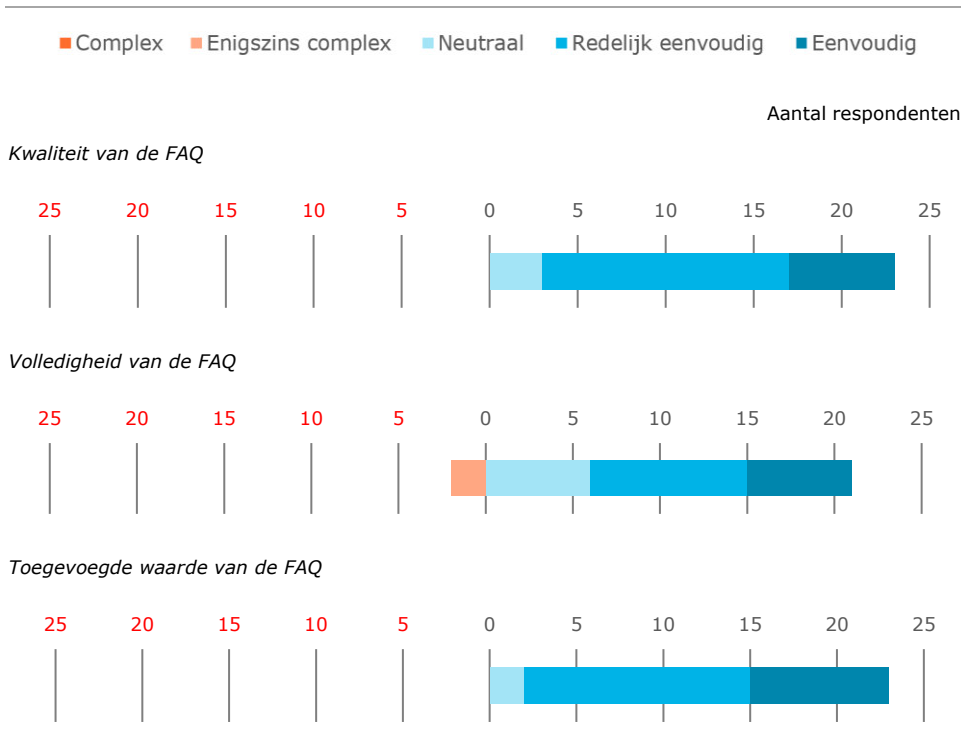 Complex Enigszins complex Neutraal Redelijk eenvoudig Eenvoudig
Aantal respondenten
Kwaliteit van de FAQ
25 20 15 10 5 0 5 10 15 20 25
Volledigheid van de FAQ
25 20 15 10 5 0 5 10 15 20 25
Toegevoegde waarde van de FAQ
25 20 15 10 5 0 5 10 15 20 25